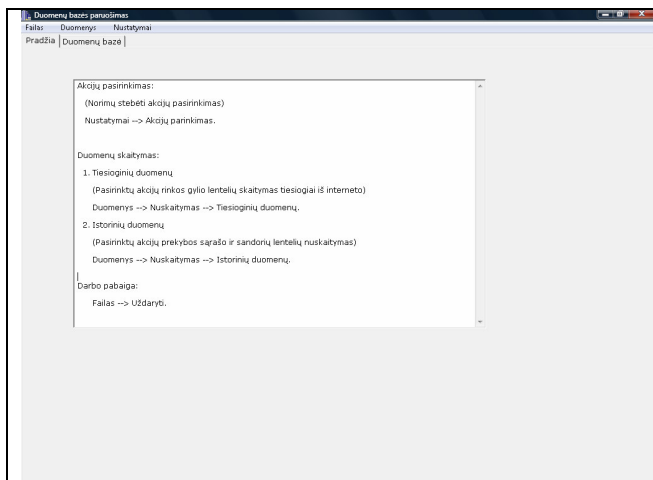 Duomenų bazės paruošimas
Failas Duomenys Nustatymai
Pradžia Duomenų bazė
Akcijų pasirinkimas:
(Norimų stebėti akcijų pasirinkimas)
Nustatymai --> Akcijų parinkimas.
Duomenų skaitymas:
1. Tiesioginių duomenų
(Pasirinktų akcijų rinkos gylio lentelių skaitymas tiesiogiai iš interneto)
Duomenys --> Nuskaitymas --> Tiesioginių duomenų.
2. Istorinių duomenų
(Pasirinktų akcijų prekybos sąrašo ir sandorių lentelių nuskaitymas)
Duomenys --> Nuskaitymas --> Istorinių duomenų.
Darbo pabaiga:
Failas --> Uždaryti.